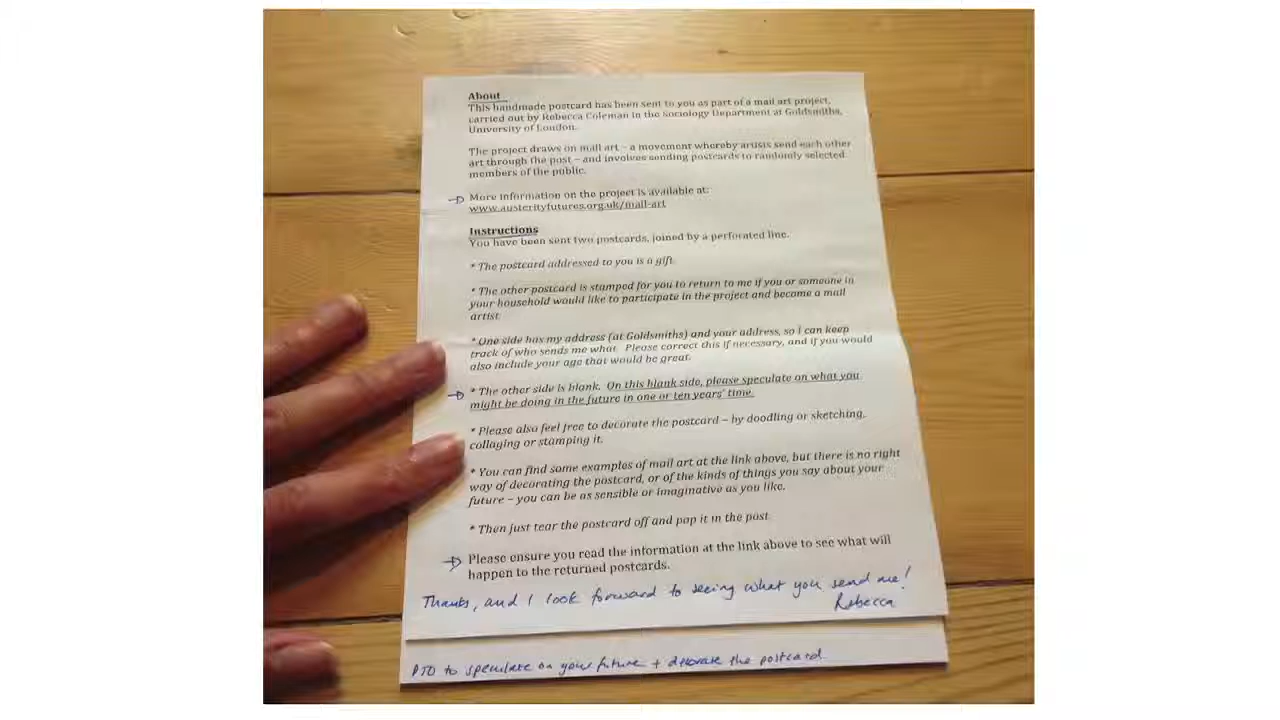 About
This handmade postcard has been sent to you as part of a mail art project,
carried out by Rebecca Coleman in the Sociology Department at Goldsmiths,
University of London.
The project draws on mail art – a movement whereby artists send each other
art through the post – and involves sending postcards to randomly selected
members of the public.
More information on the project is available at:
www.austerityfutures.org.uk/mail-art
Instructions
You have been sent two postcards, joined by a perforated line.
* The postcard addressed to you is a gift.
* The other postcard is stamped for you to return to me if you or someone in
your household would like to participate in the project and become a mail
artist.
* One side has my address (at Goldsmiths) and your address, so I can keep
track of who sends me what. Please correct this if necessary, and if you would
also include your age that would be great.
* The other side is blank. On this blank side, please speculate on what you
might be doing in the future in one or ten years' time.
* Please also feel free to decorate the postcard – by doodling or sketching,
collaging or stamping it.
* You can find some examples of mail art at the link above, but there is no right
way of decorating the postcard, or of the kinds of things you say about your
future – you can be as sensible or imaginative as you like.
* Then just tear the postcard off and pop it in the post.
Please ensure you read the information at the link above to see what will
happen to the returned postcards.
Thanks, and I look forward to seeing what you send me!
Rebecca
PTO to speculate on your future + decorate the postcard.